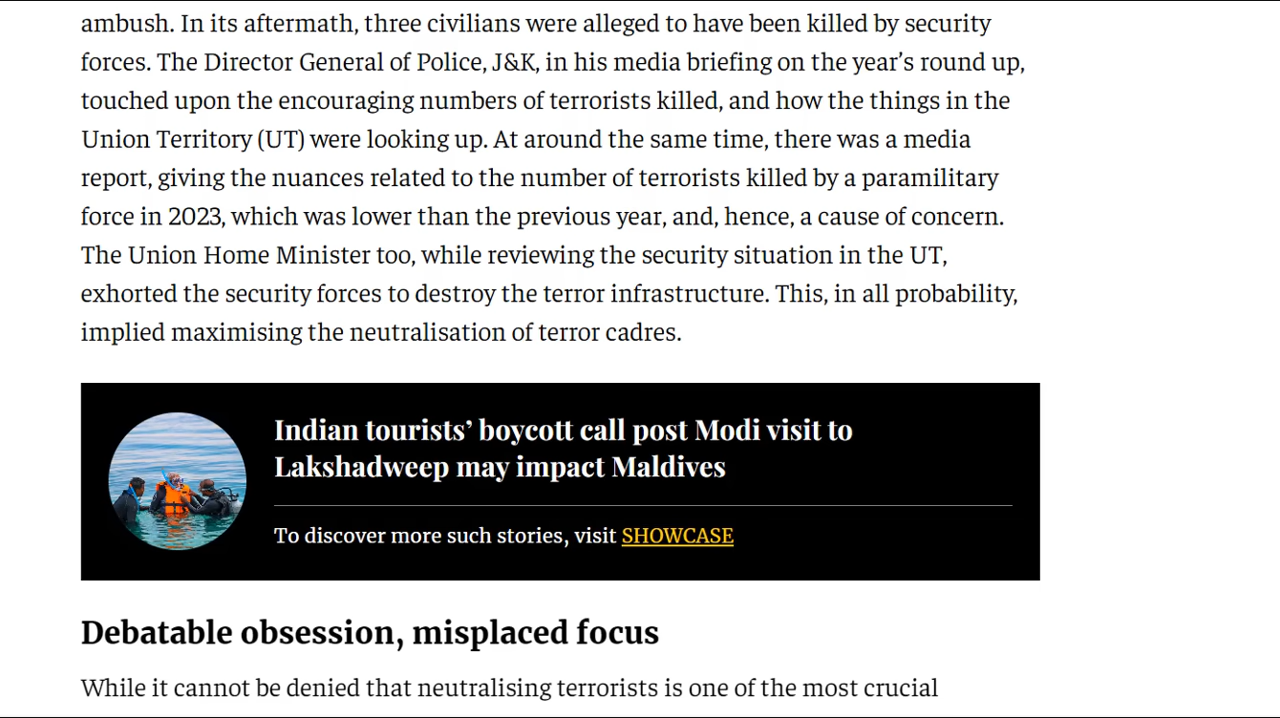 ambush. In its aftermath, three civilians were alleged to have been killed by security
forces. The Director General of Police, J&K, in his media briefing on the year’s round up,
touched upon the encouraging numbers of terrorists killed, and how the things in the
Union Territory (UT) were looking up. At around the same time, there was a media
report, giving the nuances related to the number of terrorists killed by a paramilitary
force in 2023, which was lower than the previous year, and, hence, a cause of concern.
The Union Home Minister too, while reviewing the security situation in the UT,
exhorted the security forces to destroy the terror infrastructure. This, in all probability,
implied maximising the neutralisation of terror cadres.
Indian tourists’ boycott call post Modi visit to
Lakshadweep may impact Maldives
To discover more such stories, visit SHOWCASE
Debatable obsession, misplaced focus
While it cannot be denied that neutralising terrorists is one of the most crucial